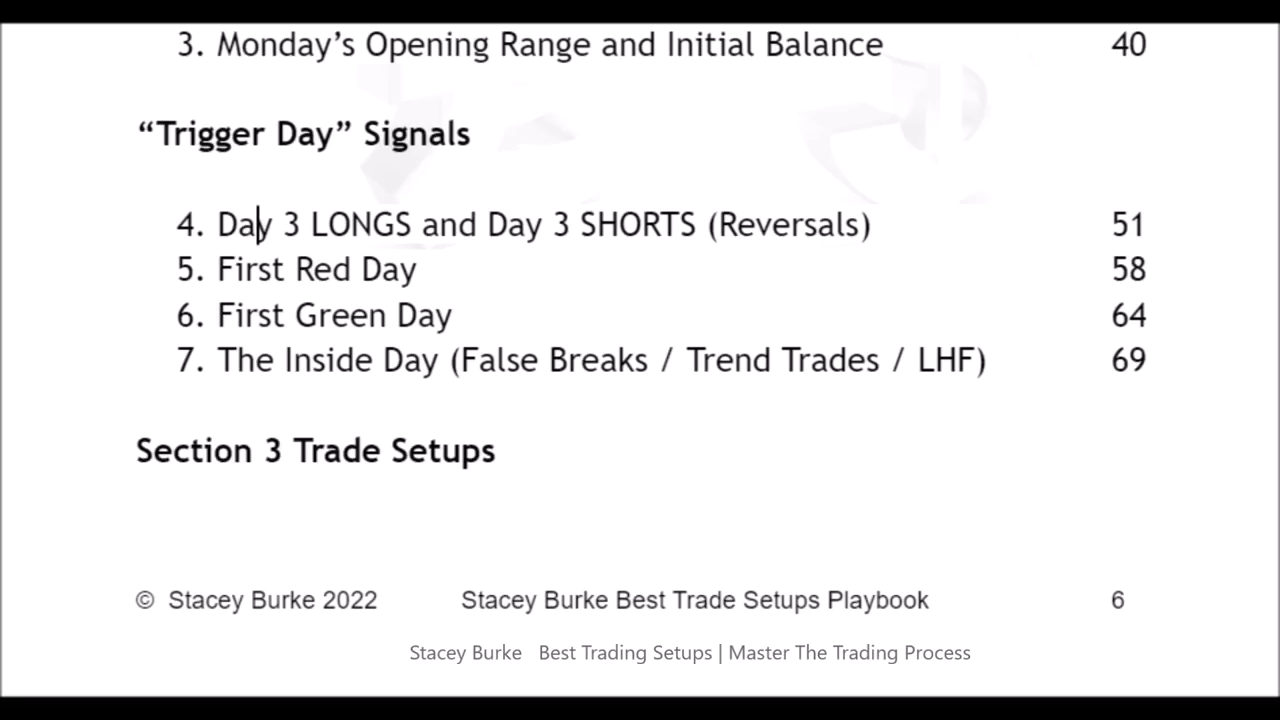 3. Monday’s Opening Range and Initial Balance 40
“Trigger Day” Signals
4. Day 3 LONGS and Day 3 SHORTS (Reversals) 51
5. First Red Day 58
6. First Green Day 64
7. The Inside Day (False Breaks / Trend Trades / LHF) 69
Section 3 Trade Setups
© Stacey Burke 2022 Stacey Burke Best Trade Setups Playbook 6
Stacey Burke Best Trading Setups | Master The Trading Process